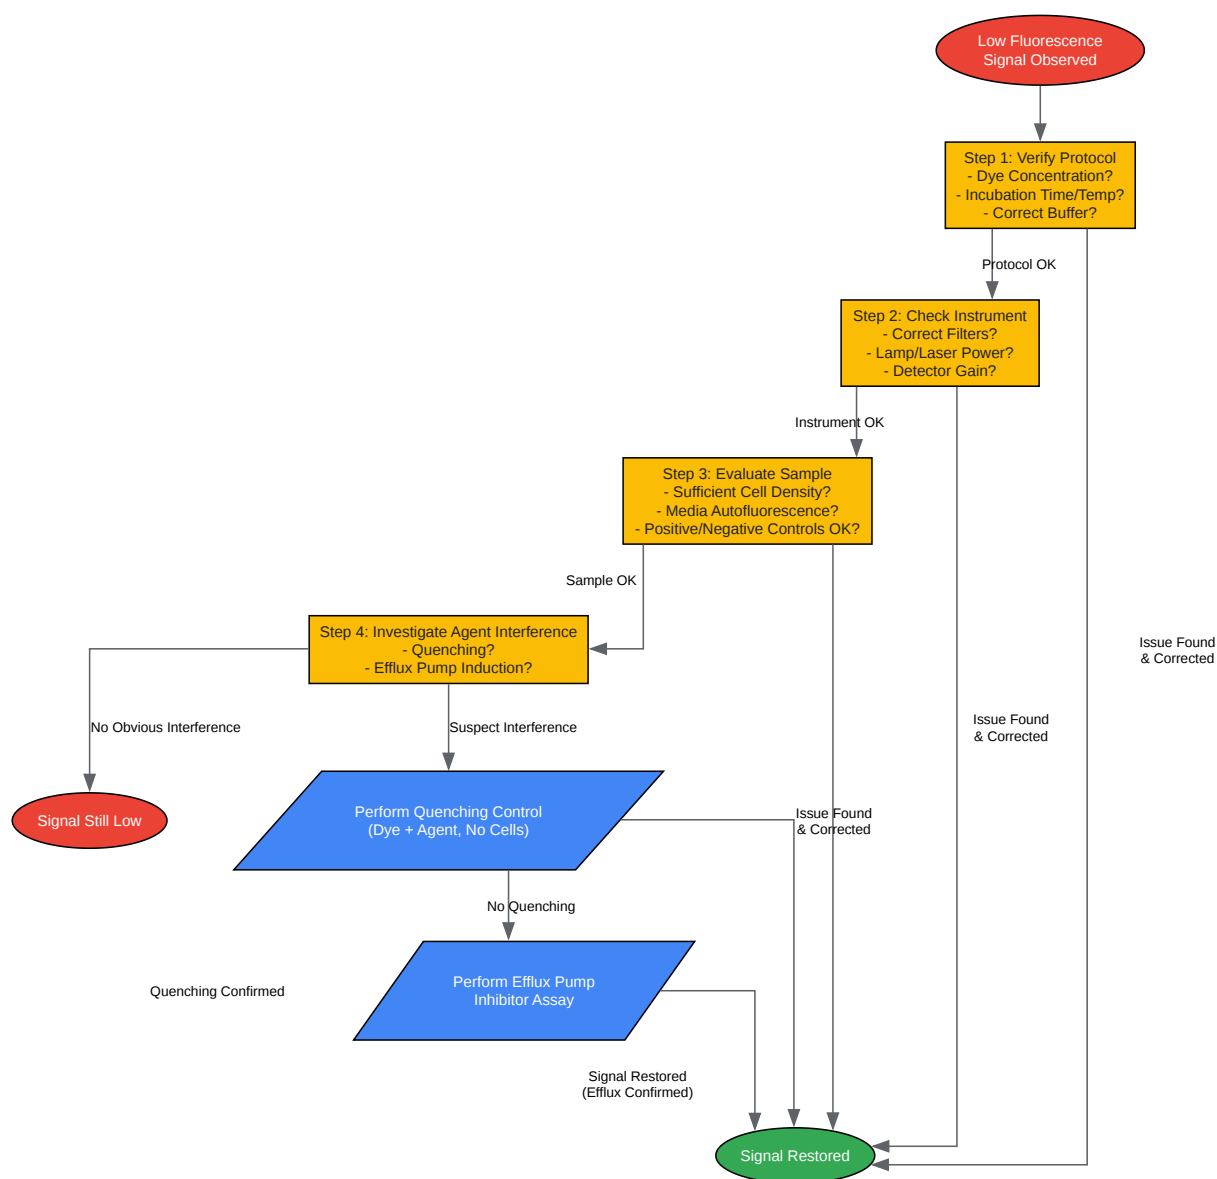 Low Fluorescence
Signal Observed
Step 1: Verify Protocol
- Dye Concentration?
- Incubation Time/Temp?
- Correct Buffer?
Protocol OK
Step 2: Check Instrument
- Correct Filters?
- Lamp/Laser Power?
- Detector Gain?
Instrument OK
Step 3: Evaluate Sample
- Sufficient Cell Density?
- Media Autofluorescence?
- Positive/Negative Controls OK?
Sample OK
Step 4: Investigate Agent Interference
- Quenching?
- Efflux Pump Induction?
Issue Found
& Corrected
Issue Found
& Corrected
No Obvious Interference
Suspect Interference
Signal Still Low
Perform Quenching Control
(Dye + Agent, No Cells)
Issue Found
& Corrected
No Quenching
Quenching Confirmed
Perform Efflux Pump
Inhibitor Assay
Signal Restored
(Efflux Confirmed)
Signal Restored